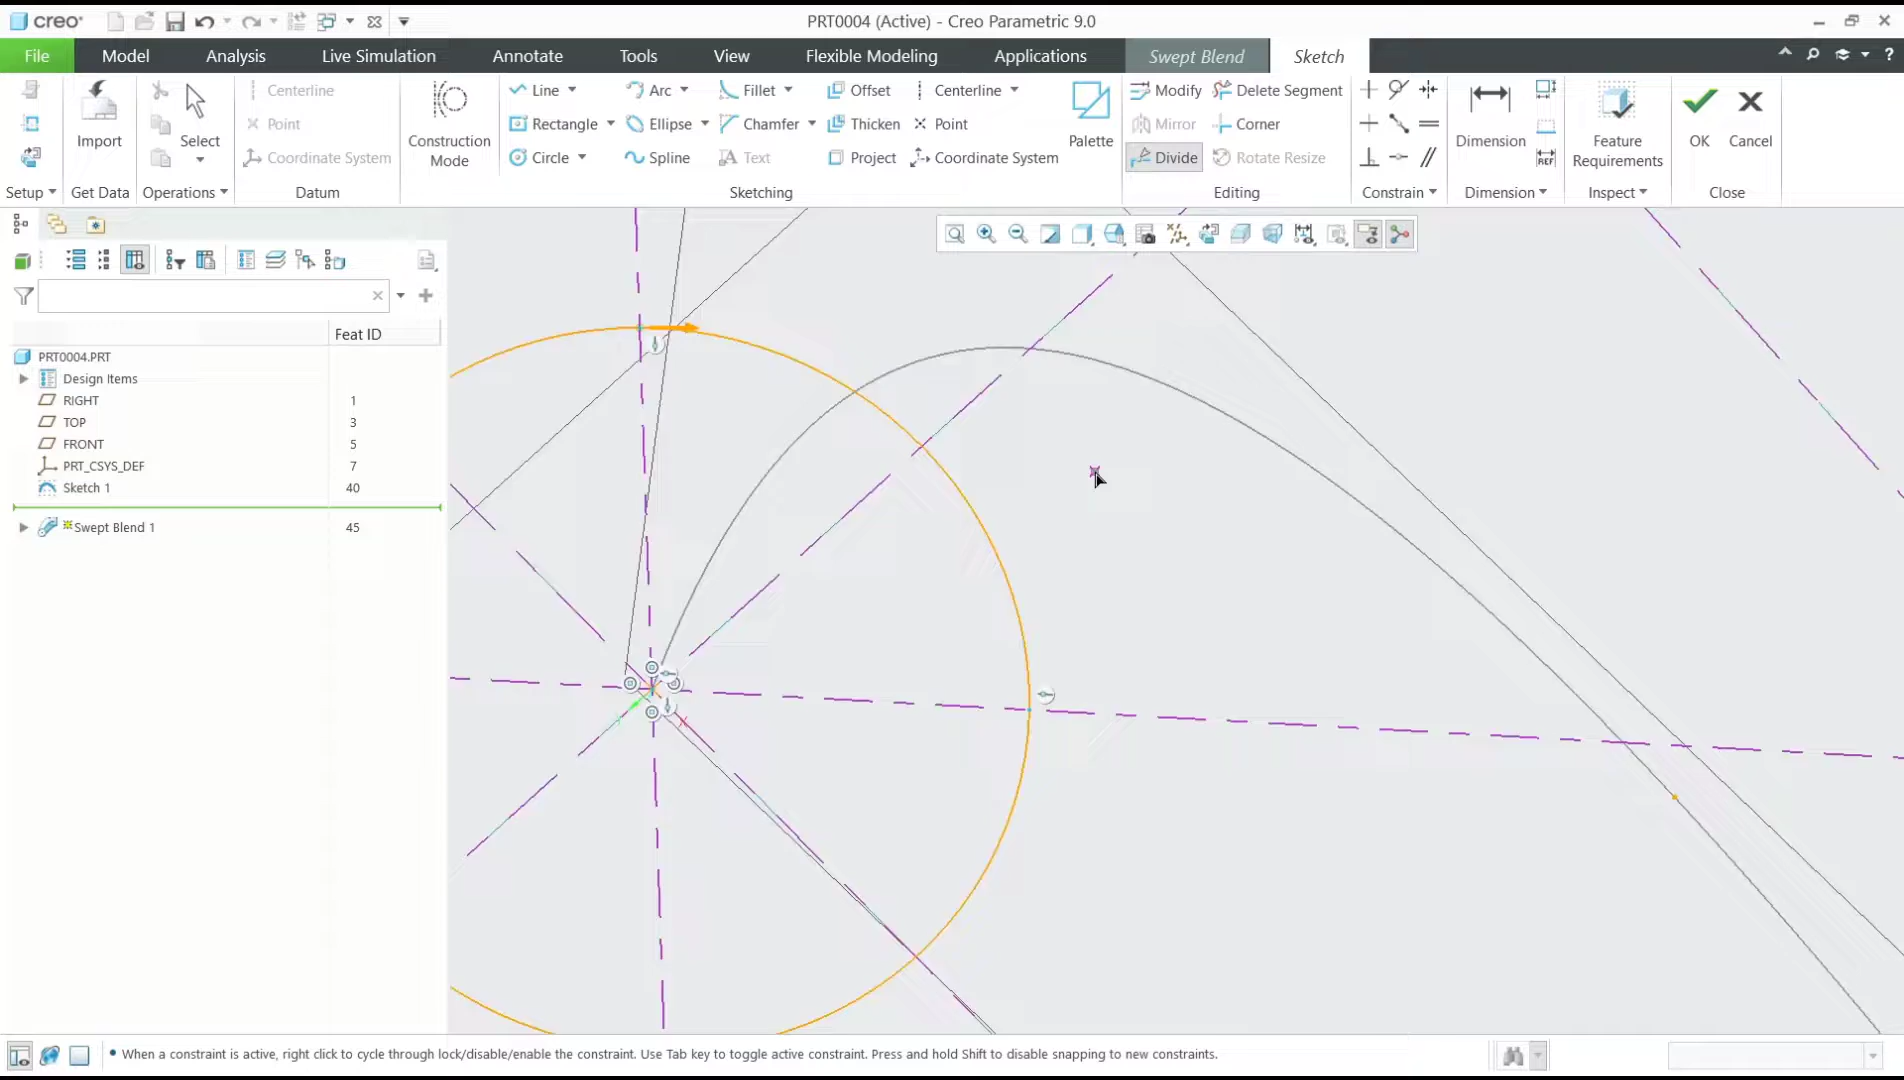 creo
PRT0004 (Active) - Creo Parametric 9.0
File Model Analysis Live Simulation Annotate Tools View Flexible Modeling Applications Swept Blend Sketch
Import
Select
Centerline
Point
Coordinate System
Construction Mode
Line Arc Fillet Offset Centerline
Rectangle Ellipse Chamfer Thicken Point
Circle Spline Text Project Coordinate System
Palette
Modify Delete Segment
Mirror Corner
Divide Rotate Resize
Dimension
REF
Feature Requirements
OK
Cancel
Setup Get Data Operations Datum Sketching Editing Constrain Dimension Inspect Close
Feat ID
PRT0004.PRT
Design Items
RIGHT 1
TOP 3
FRONT 5
PRT_CSYS_DEF 7
Sketch 1 40
Swept Blend 1 45
When a constraint is active, right click to cycle through lock/disable/enable the constraint. Use Tab key to toggle active constraint. Press and hold Shift to disable snapping to new constraints.